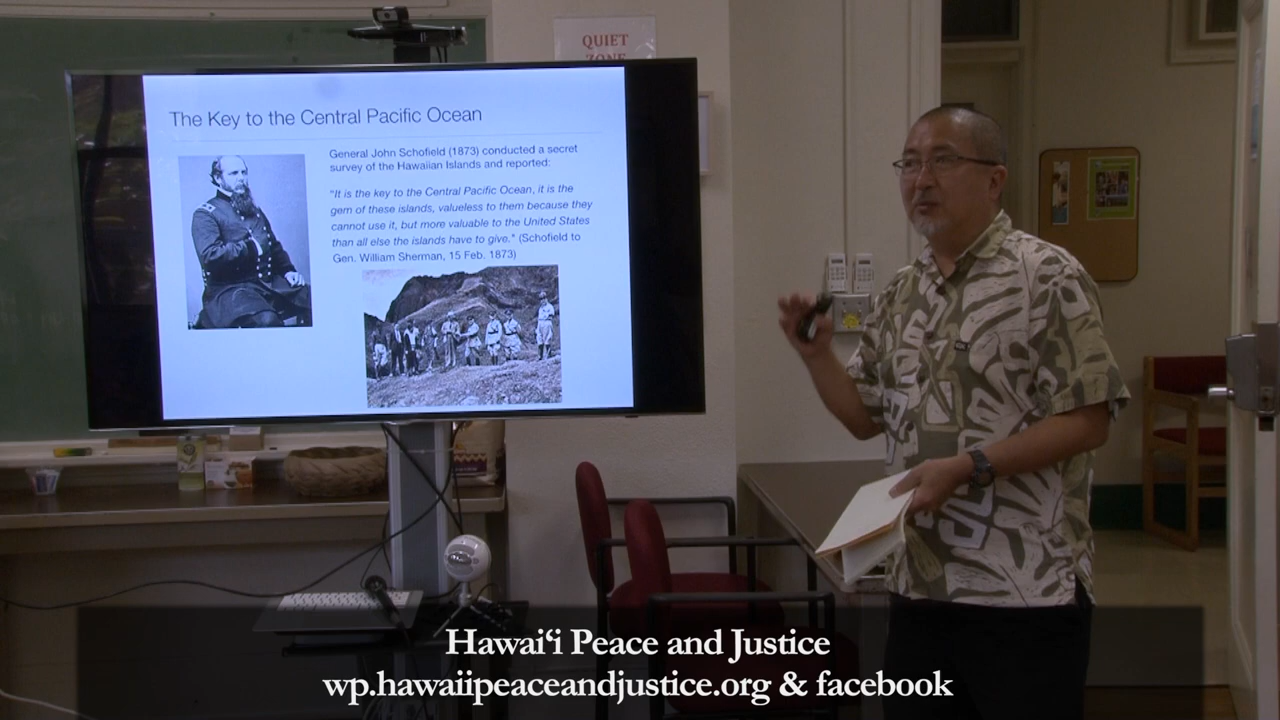 QUIET
ZONE
The Key to the Central Pacific Ocean
General John Schofield (1873) conducted a secret
survey of the Hawaiian Islands and reported:
"It is the key to the Central Pacific Ocean, it is the
gem of these islands, valueless to them because they
cannot use it, but more valuable to the United States
than all else the islands have to give." (Schofield to
Gen. William Sherman, 15 Feb. 1873)
Hawaiʻi Peace and Justice
wp.hawaiipeaceandjustice.org & facebook